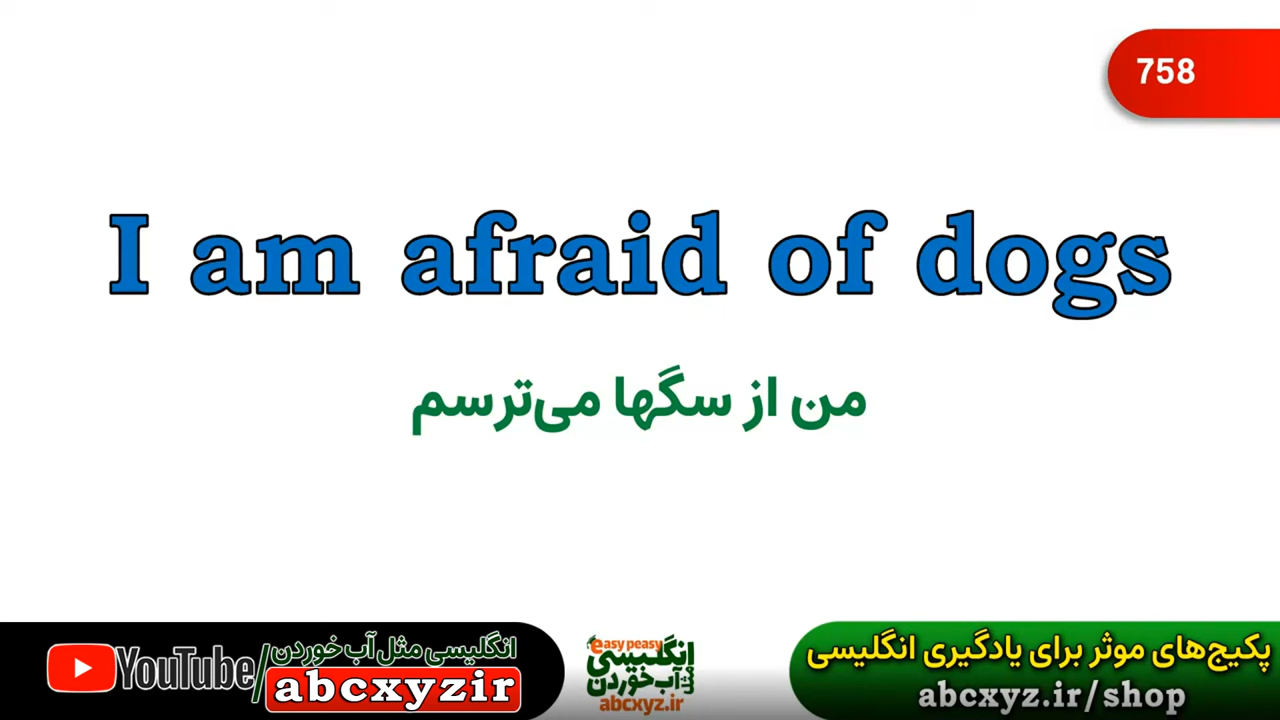 758
I am afraid of dogs
من از سگها می‌ترسم
انگلیسی مثل آب خوردن
YouTube/abcxyzir
easy peasy
انگلیسی
مثل آب خوردن
abcxyz.ir
پکیج‌های موثر برای یادگیری انگلیسی
abcxyz.ir/shop